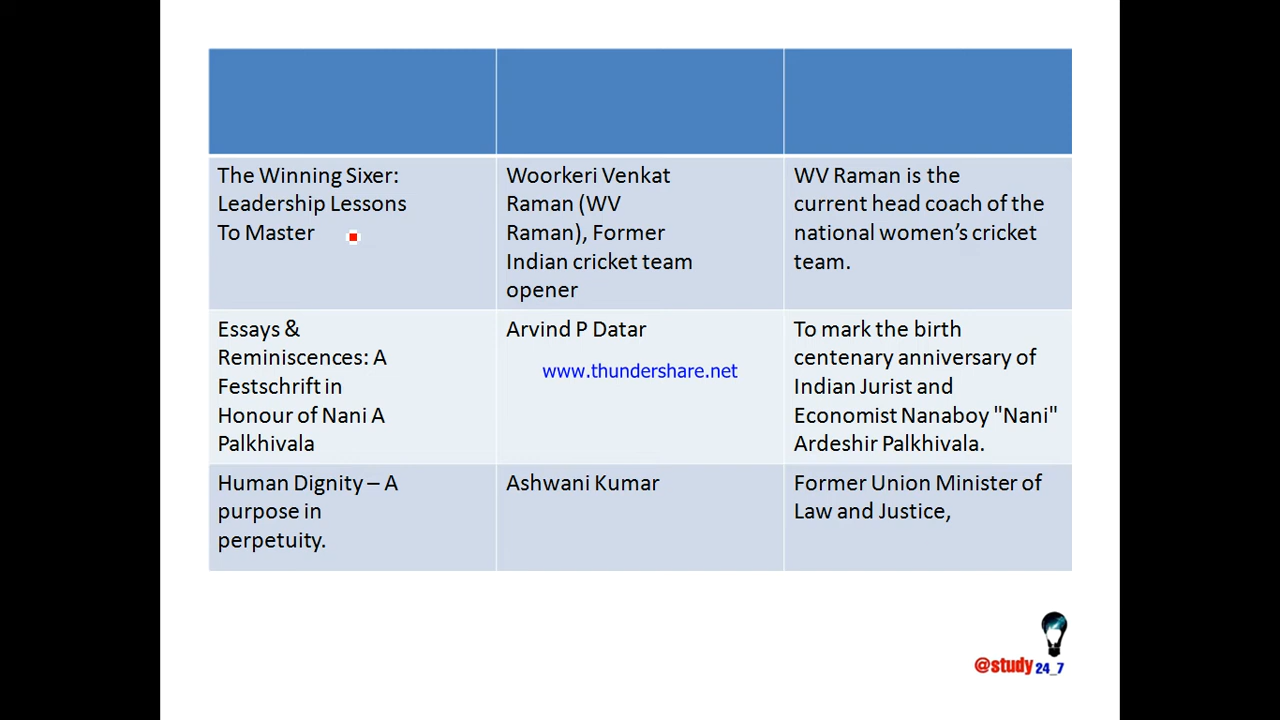 The Winning Sixer:
Leadership Lessons
To Master
Woorkeri Venkat
Raman (WV
Raman), Former
Indian cricket team
opener
WV Raman is the
current head coach of the
national women’s cricket
team.
Essays &
Reminiscences: A
Festschrift in
Honour of Nani A
Palkhivala
Arvind P Datar
www.thundershare.net
To mark the birth
centenary anniversary of
Indian Jurist and
Economist Nanaboy "Nani"
Ardeshir Palkhivala.
Human Dignity – A
purpose in
perpetuity.
Ashwani Kumar
Former Union Minister of
Law and Justice,
@study 24_7